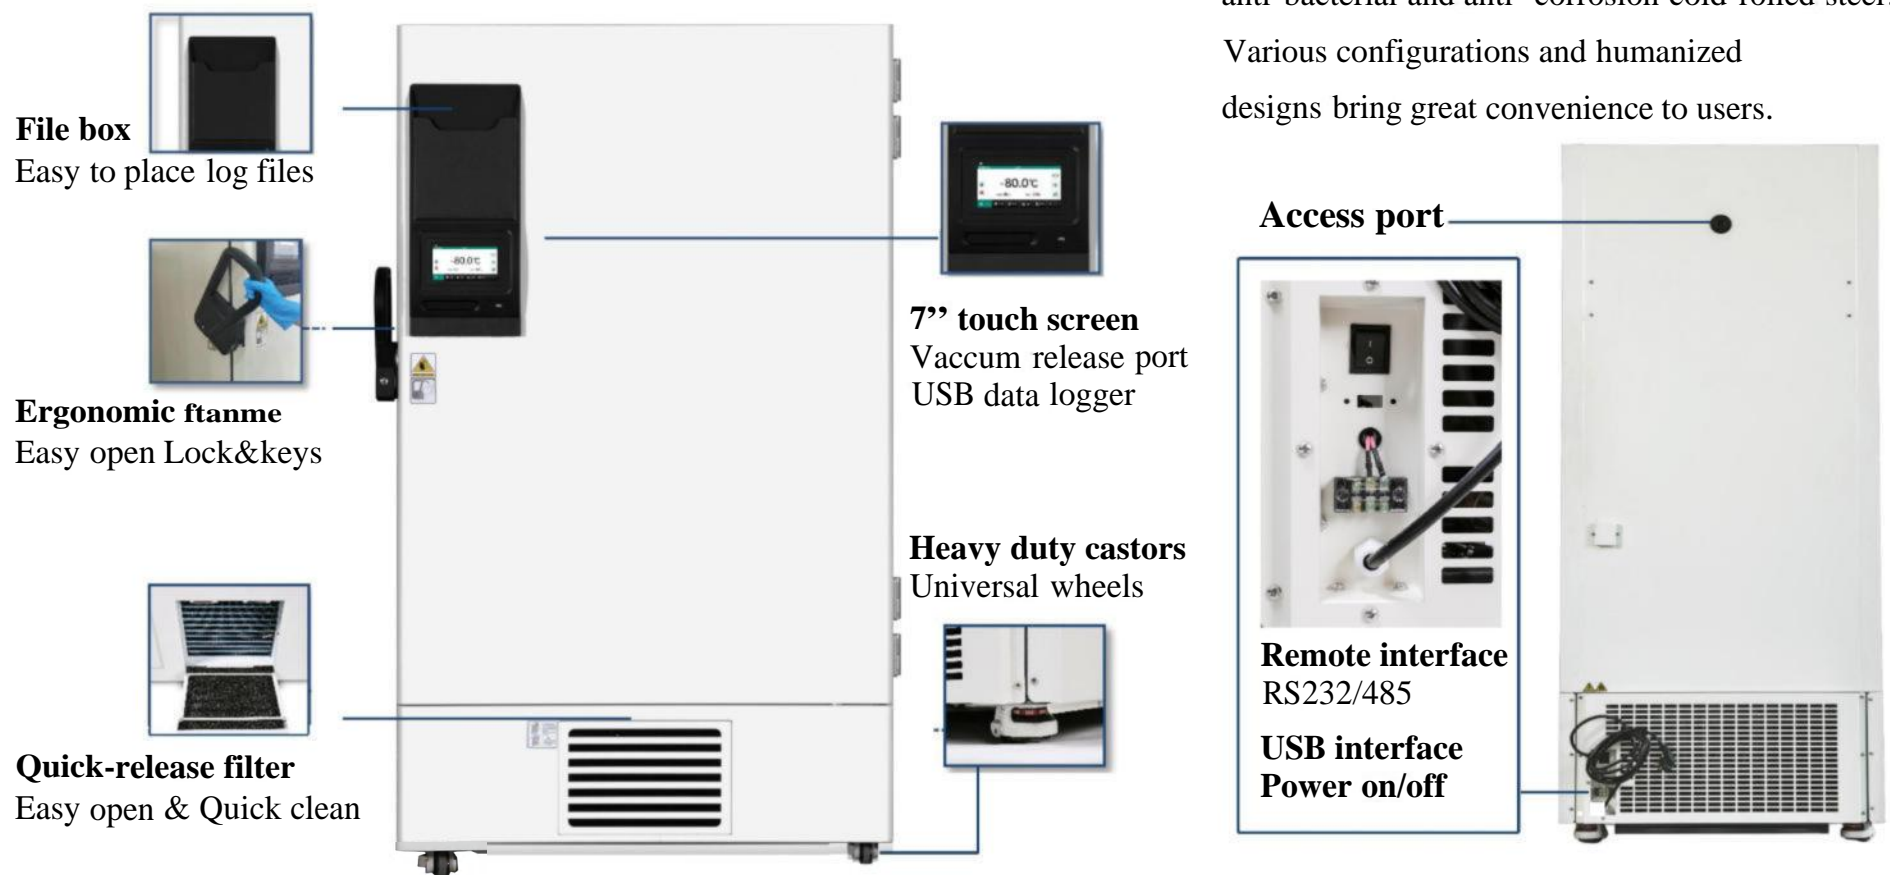 anti-bacterial and anti-corrosion cold-rolled steel.
Various configurations and humanized
designs bring great convenience to users.
File box
Easy to place log files
-80.0℃
-80.0℃
7’’ touch screen
Vaccum release port
USB data logger
Ergonomic ftanme
Easy open Lock&keys
Heavy duty castors
Universal wheels
Quick-release filter
Easy open & Quick clean
Access port
Remote interface
RS232/485
USB interface
Power on/off